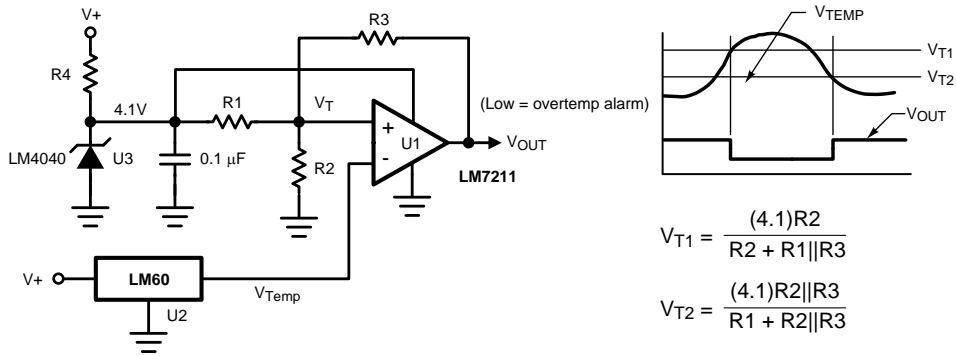 V+
R3
R4
4.1V
R1
VT
(Low = overtemp alarm)
+
-
U1
VOUT
LM4040
U3
0.1 µF
R2
LM7211
V+
LM60
VTemp
U2
VTEMP
VT1
VT2
VOUT
VT1 = (4.1)R2
R2 + R1||R3
VT2 = (4.1)R2||R3
R1 + R2||R3